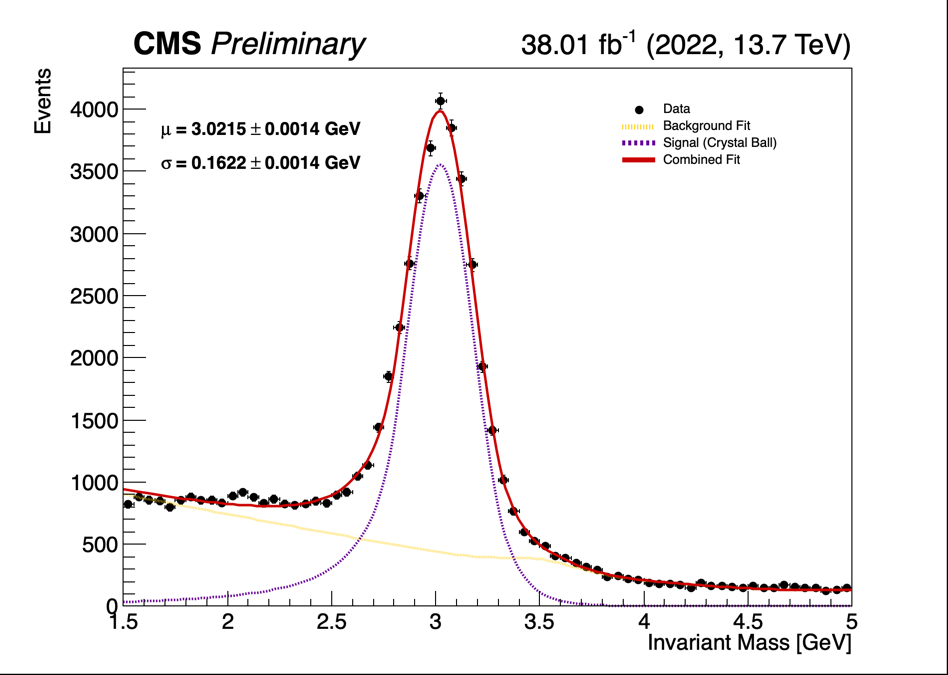 CMS Preliminary 38.01 fb⁻¹ (2022, 13.7 TeV)
Events
4000
3500
3000
2500
2000
1500
1000
500
0
μ = 3.0215 ± 0.0014 GeV
σ = 0.1622 ± 0.0014 GeV
Data
Background Fit
Signal (Crystal Ball)
Combined Fit
1.5 2 2.5 3 3.5 4 4.5 5
Invariant Mass [GeV]